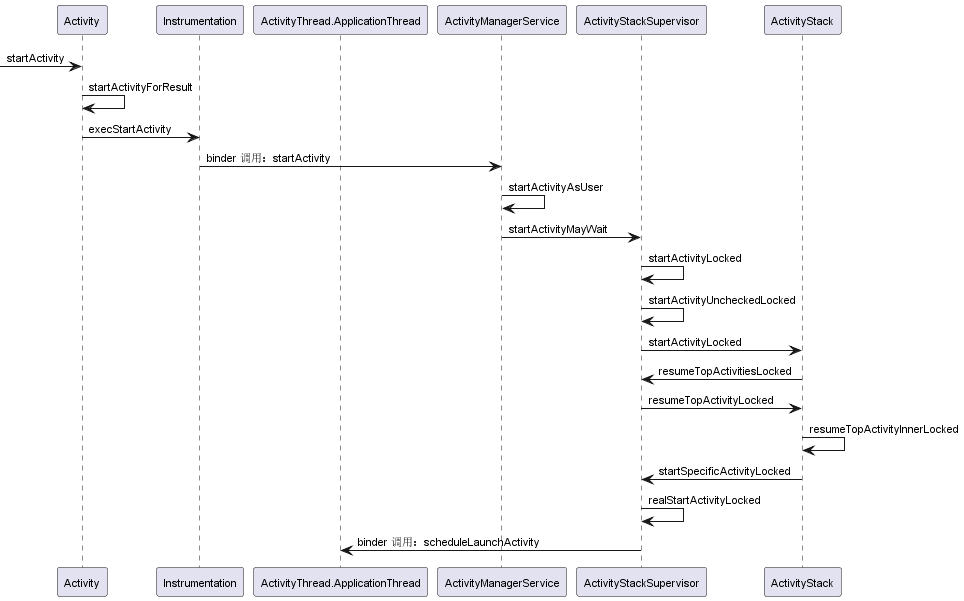 Activity
Instrumentation
ActivityThread.ApplicationThread
ActivityManagerService
ActivityStackSupervisor
ActivityStack
startActivity
startActivityForResult
execStartActivity
binder 调用：startActivity
startActivityAsUser
startActivityMayWait
startActivityLocked
startActivityUncheckedLocked
startActivityLocked
resumeTopActivitiesLocked
resumeTopActivityLocked
resumeTopActivityInnerLocked
startSpecificActivityLocked
realStartActivityLocked
binder 调用：scheduleLaunchActivity
Activity
Instrumentation
ActivityThread.ApplicationThread
ActivityManagerService
ActivityStackSupervisor
ActivityStack